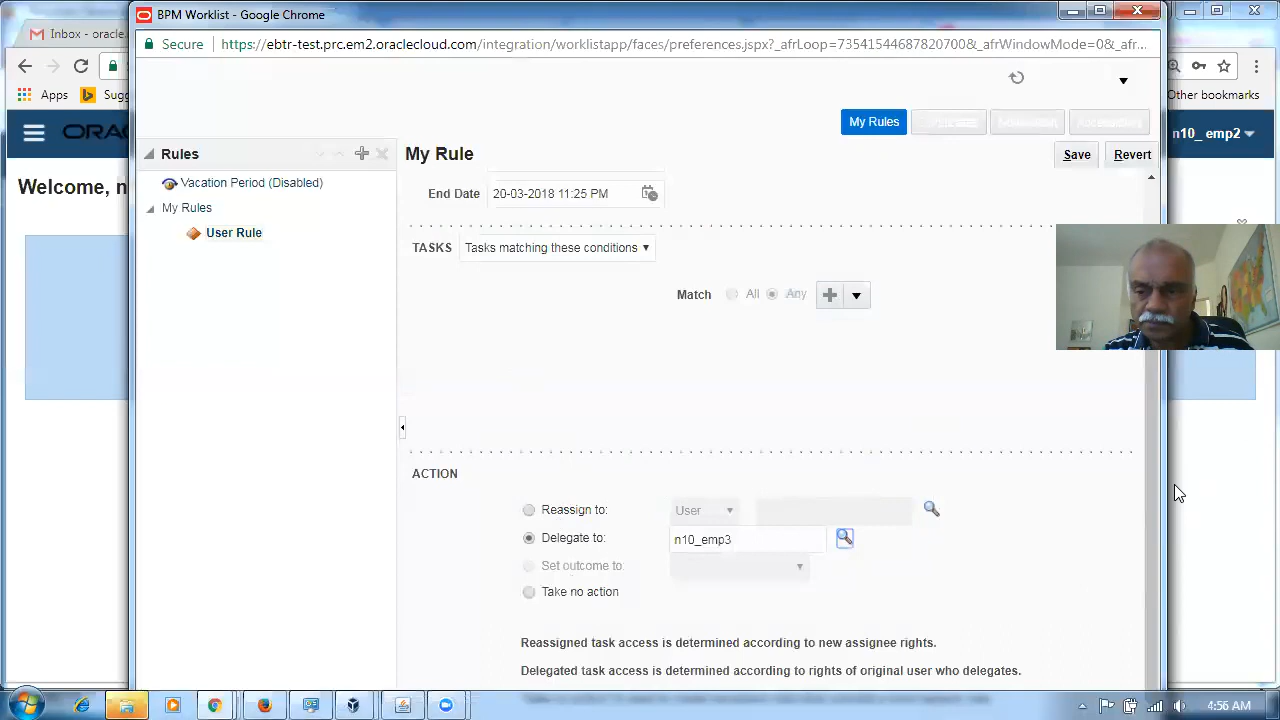 BPM Worklist - Google Chrome
Inbox - oracle.
Secure https://ebtr-test.prc.em2.oraclecloud.com/integration/worklistapp/faces/preferences.jspx?_afrLoop=7354154468782070​0&_afrWindowMode=0&_afr...
Apps
Other bookmarks
My Rules
n10_ emp2
Rules
My Rule
Save
Revert
Vacation Period (Disabled)
Welcome, n
End Date 20-03-2018 11:25 PM
My Rules
User Rule
TASKS Tasks matching these conditions
Match All Any
ACTION
Reassign to: User
Delegate to: n10_emp3
Set outcome to:
Take no action
Reassigned task access is determined according to new assignee rights.
Delegated task access is determined according to rights of original user who delegates.
4:56 AM